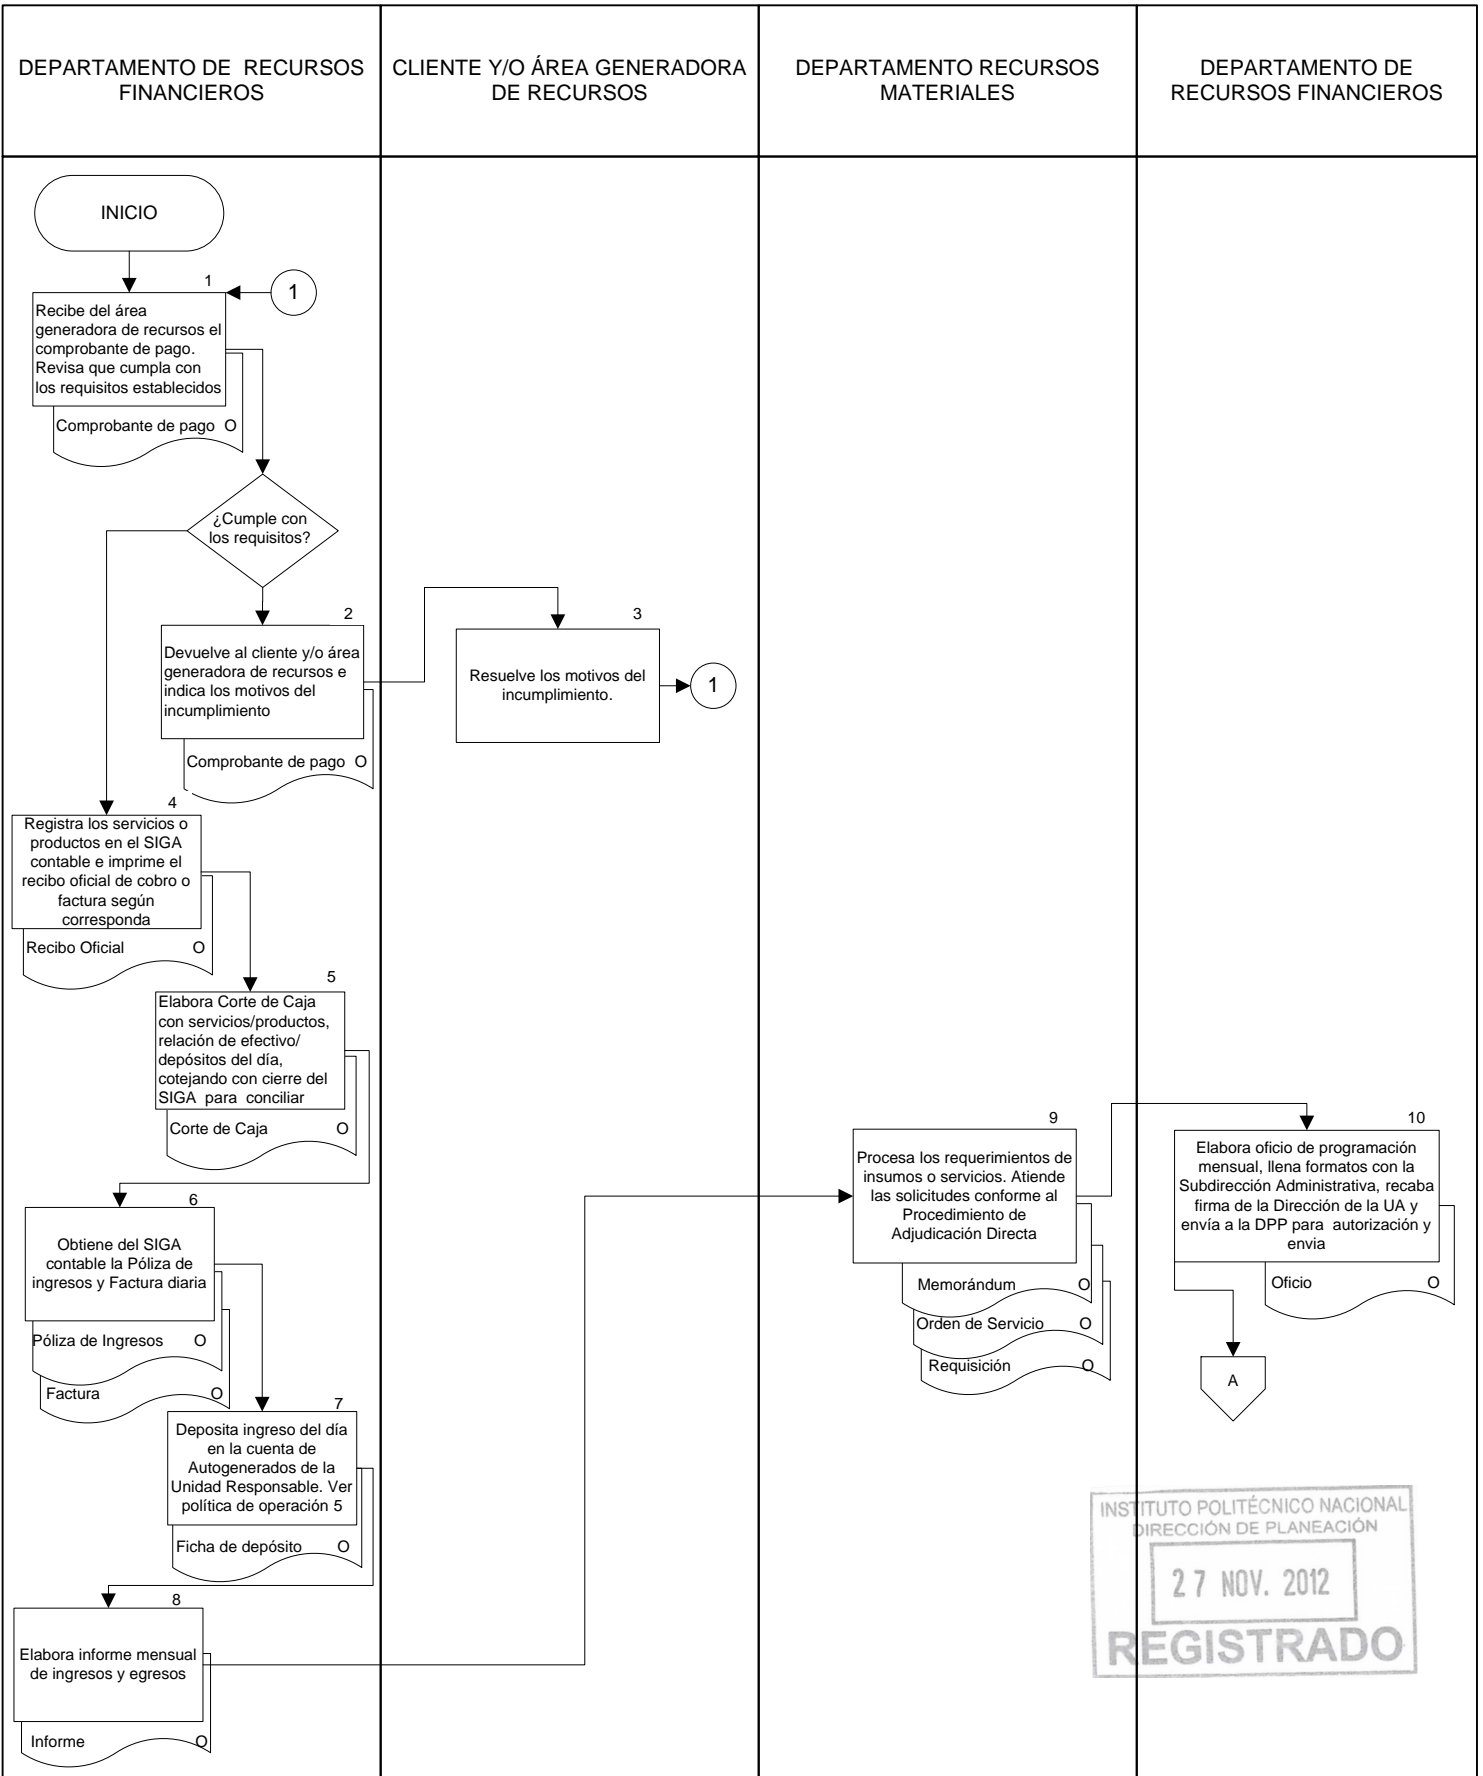 DEPARTAMENTO DE RECURSOS
FINANCIEROS
CLIENTE Y/O ÁREA GENERADORA
DE RECURSOS
DEPARTAMENTO RECURSOS
MATERIALES
DEPARTAMENTO DE
RECURSOS FINANCIEROS
INICIO
1
1
Recibe del área
generadora de recursos el
comprobante de pago.
Revisa que cumpla con
los requisitos establecidos
Comprobante de pago O
¿Cumple con
los requisitos?
2
Devuelve al cliente y/o área
generadora de recursos e
indica los motivos del
incumplimiento
Comprobante de pago O
3
Resuelve los motivos del
incumplimiento.
1
4
Registra los servicios o
productos en el SIGA
contable e imprime el
recibo oficial de cobro o
factura según
corresponda
Recibo Oficial O
5
Elabora Corte de Caja
con servicios/productos,
relación de efectivo/
depósitos del día,
cotejando con cierre del
SIGA para conciliar
Corte de Caja O
6
Obtiene del SIGA
contable la Póliza de
ingresos y Factura diaria
Póliza de Ingresos O
Factura O
7
Deposita ingreso del día
en la cuenta de
Autogenerados de la
Unidad Responsable. Ver
política de operación 5
Ficha de depósito O
8
Elabora informe mensual
de ingresos y egresos
Informe O
9
Procesa los requerimientos de
insumos o servicios. Atiende
las solicitudes conforme al
Procedimiento de
Adjudicación Directa
Memorándum O
Orden de Servicio O
Requisición O
10
Elabora oficio de programación
mensual, llena formatos con la
Subdirección Administrativa, recaba
firma de la Dirección de la UA y
envía a la DPP para autorización y
envia
Oficio O
A
INSTITUTO POLITÉCNICO NACIONAL
DIRECCIÓN DE PLANEACIÓN
27 NOV. 2012
REGISTRADO